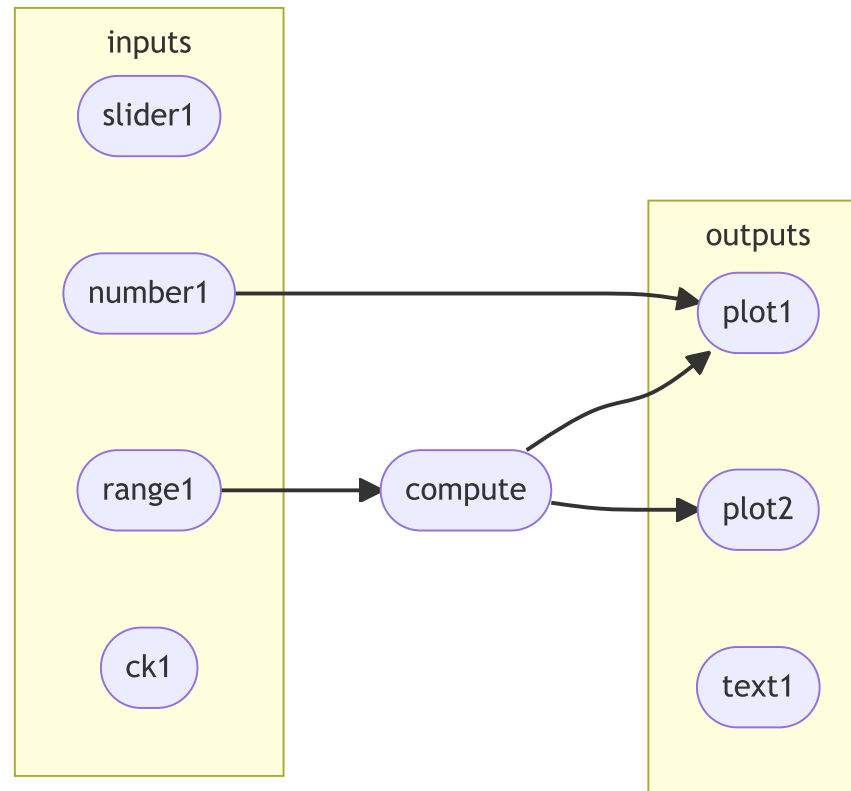 inputs
slider1
number1
range1
ck1
compute
outputs
plot1
plot2
text1